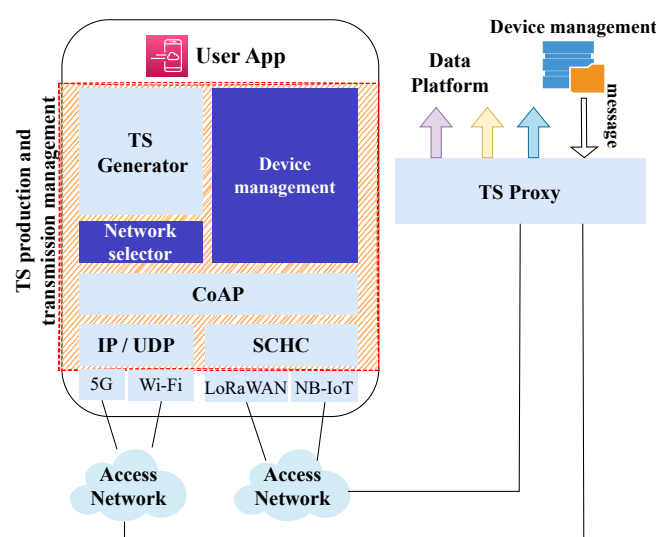 User App
TS production and
transmission management
TS
Generator
Device
management
Network
selector
CoAP
IP / UDP
SCHC
5G
Wi-Fi
LoRaWAN
NB-IoT
Access
Network
Access
Network
Device management
Data
Platform
message
TS Proxy